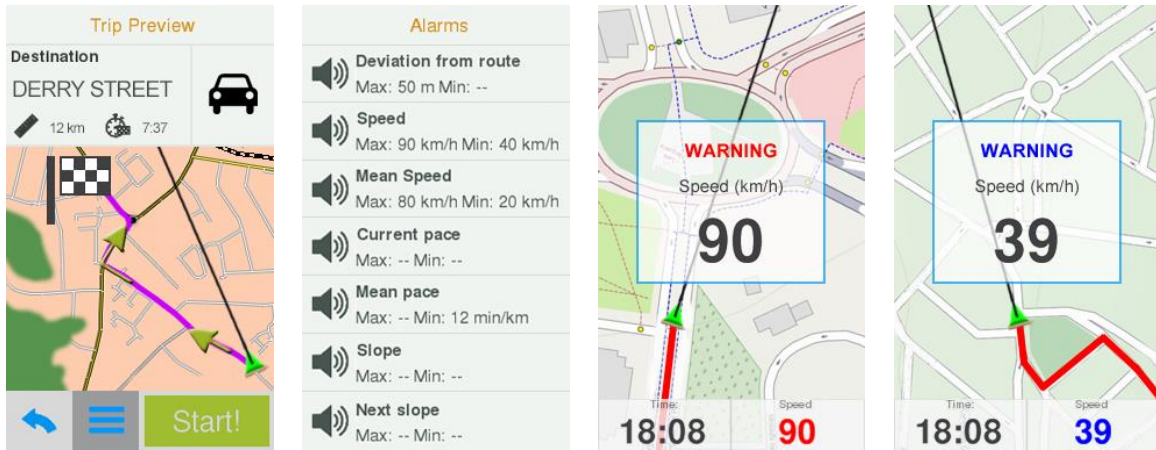 Trip Preview
Destination
DERRY STREET
12 km 7:37
Start!
Alarms
Deviation from route
Max: 50 m Min: --
Speed
Max: 90 km/h Min: 40 km/h
Mean Speed
Max: 80 km/h Min: 20 km/h
Current pace
Max: -- Min: --
Mean pace
Max: -- Min: 12 min/km
Slope
Max: -- Min: --
Next slope
Max: -- Min: --
WARNING
Speed (km/h)
90
Time: Speed
18:08 90
WARNING
Speed (km/h)
39
Time: Speed
18:08 39